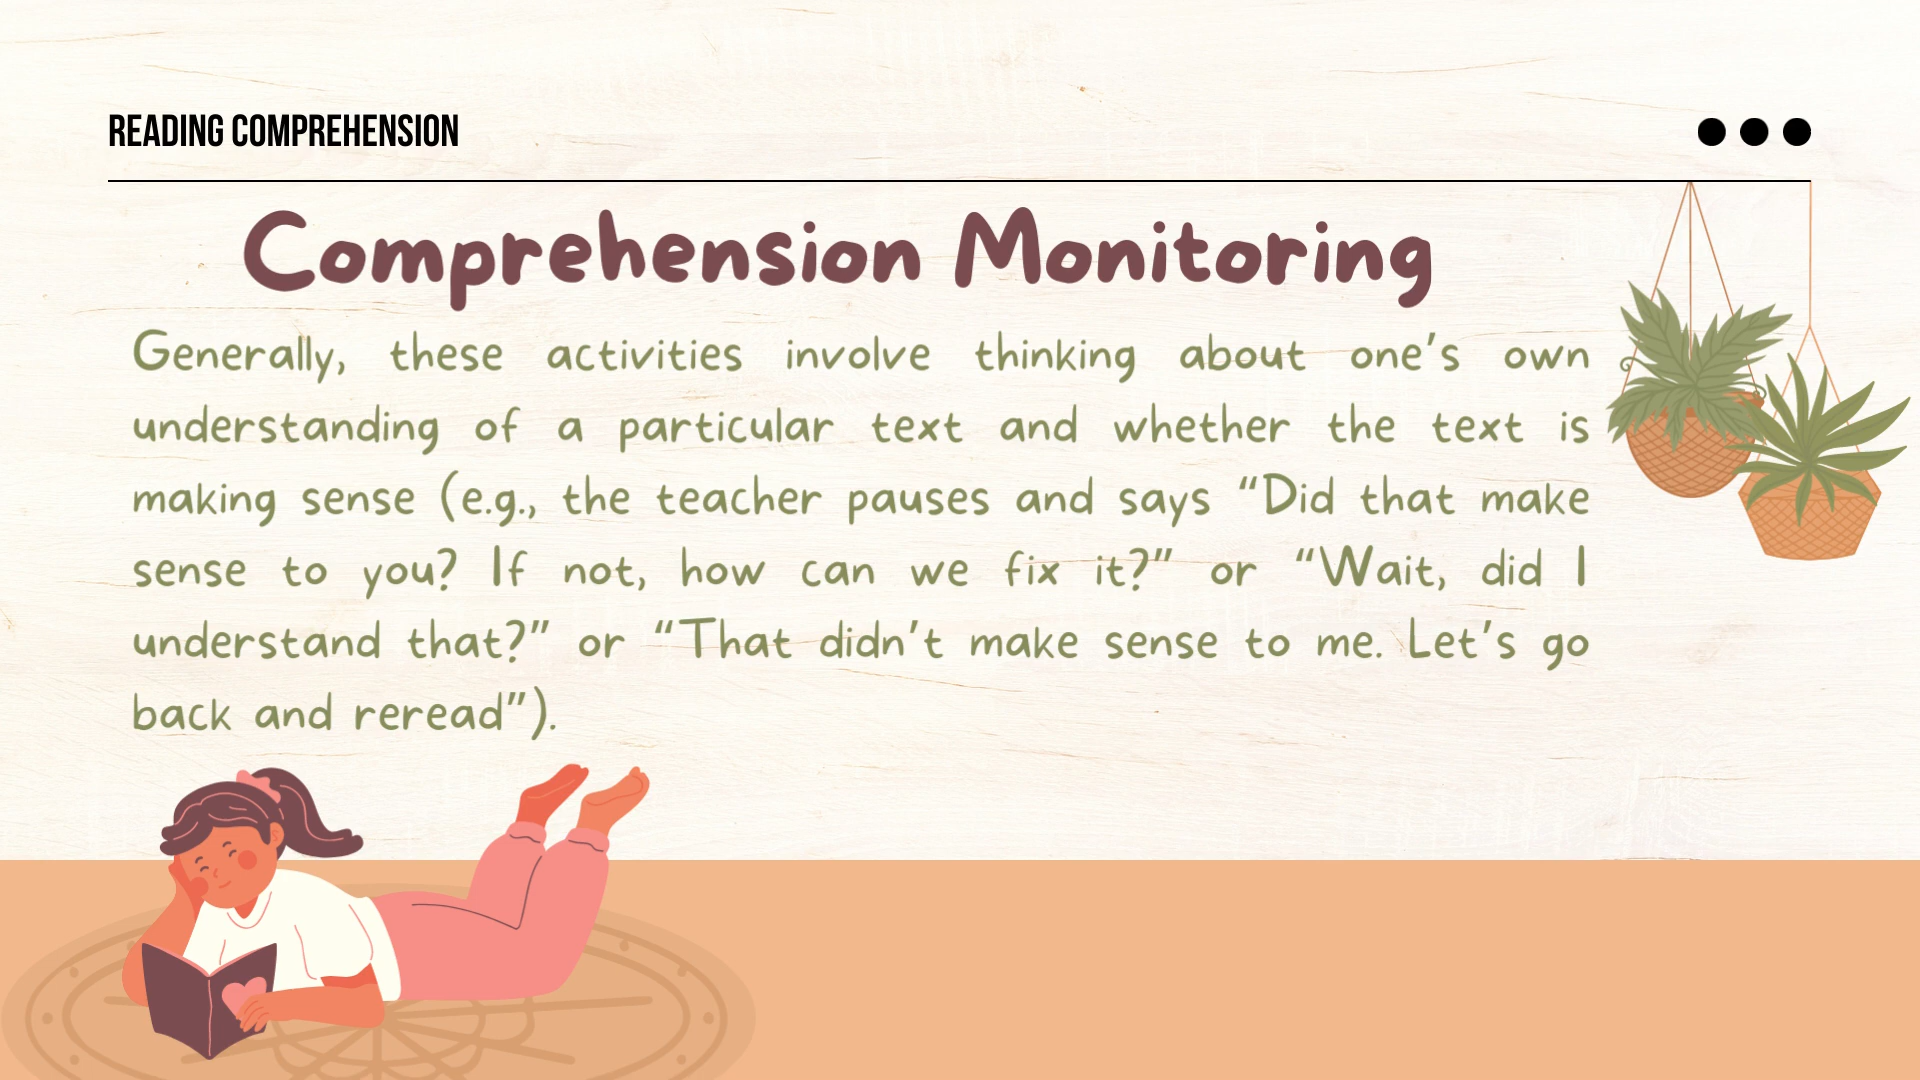 READING COMPREHENSION
Comprehension Monitoring
Generally, these activities involve thinking about one’s own
understanding of a particular text and whether the text is
making sense (e.g., the teacher pauses and says “Did that make
sense to you? If not, how can we fix it?” or “Wait, did I
understand that?” or “That didn’t make sense to me. Let’s go
back and reread”).